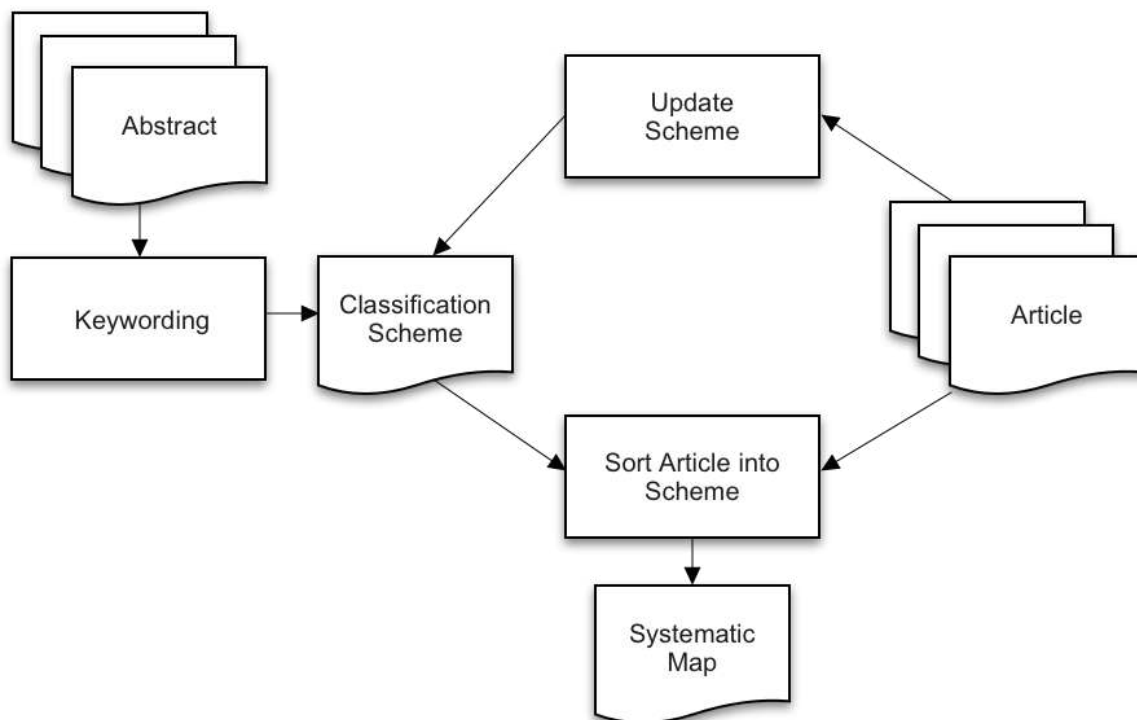 Abstract
Update
Scheme
Keywording
Classification
Scheme
Article
Sort Article into
Scheme
Systematic
Map